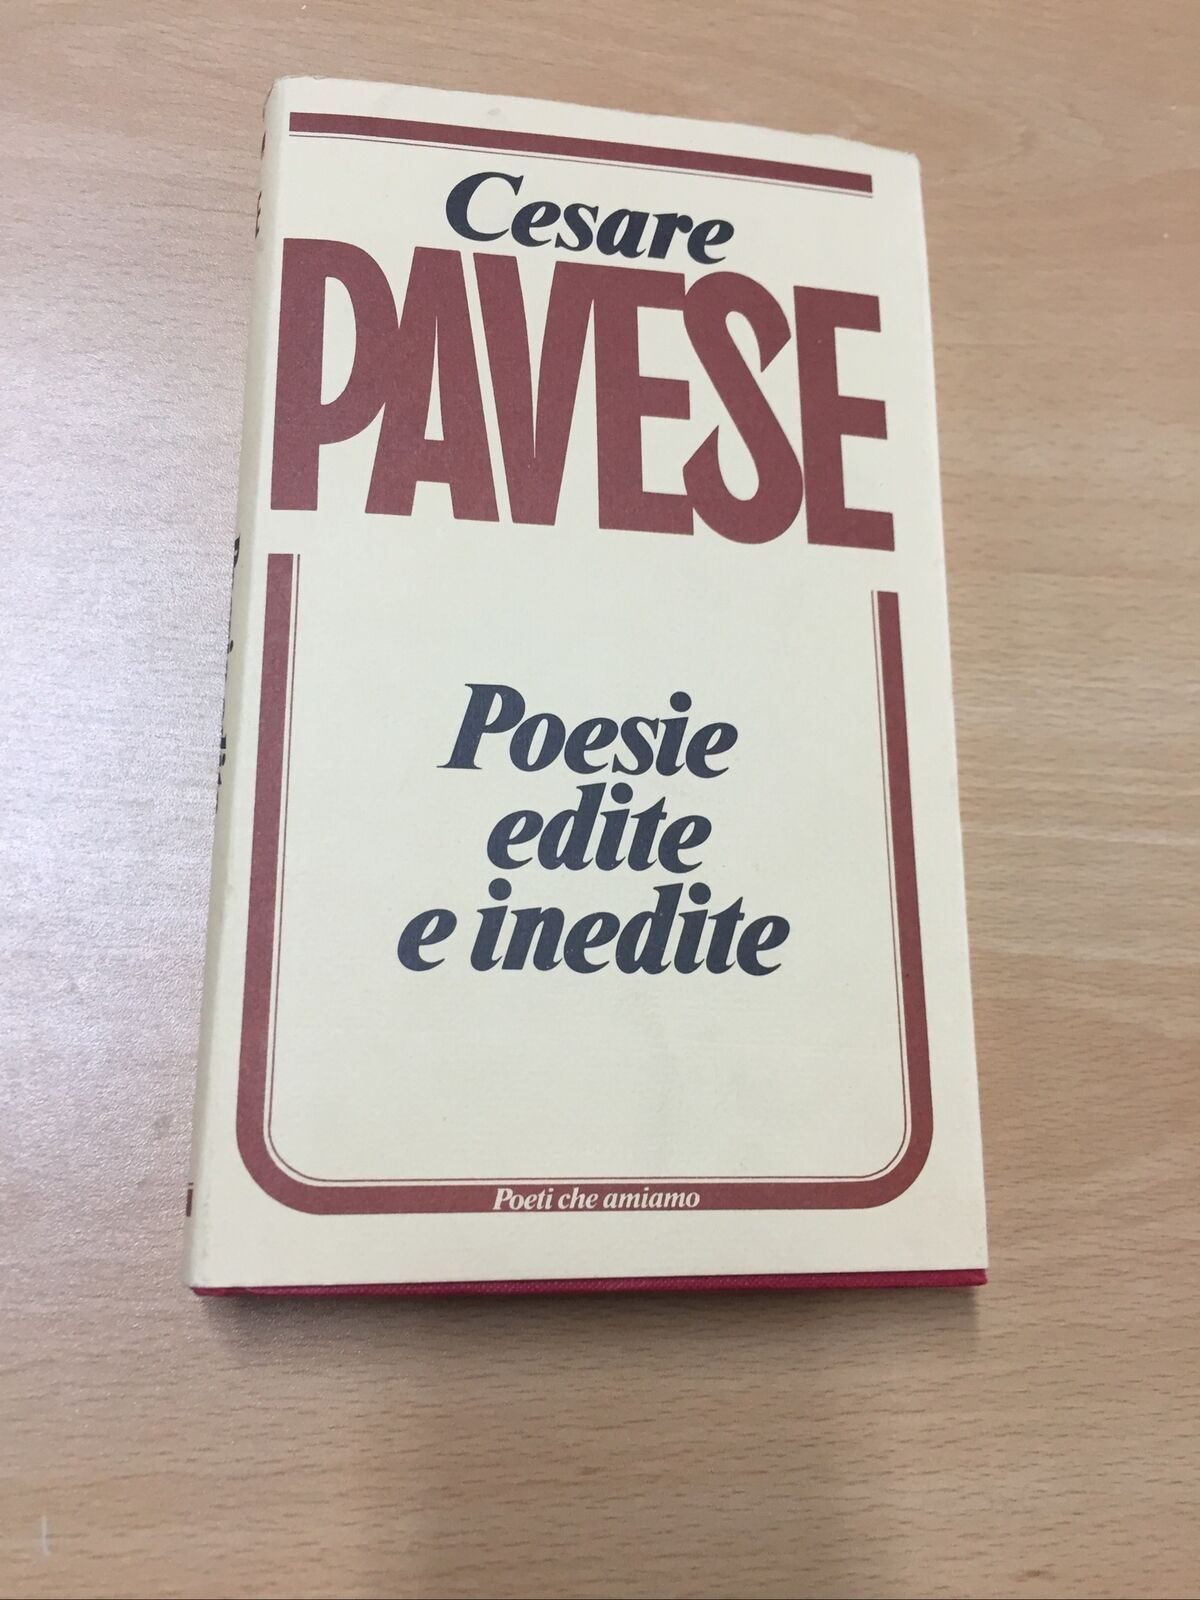 Cesare
PAVESE
Poesie
edite
e inedite
Poeti che amiamo